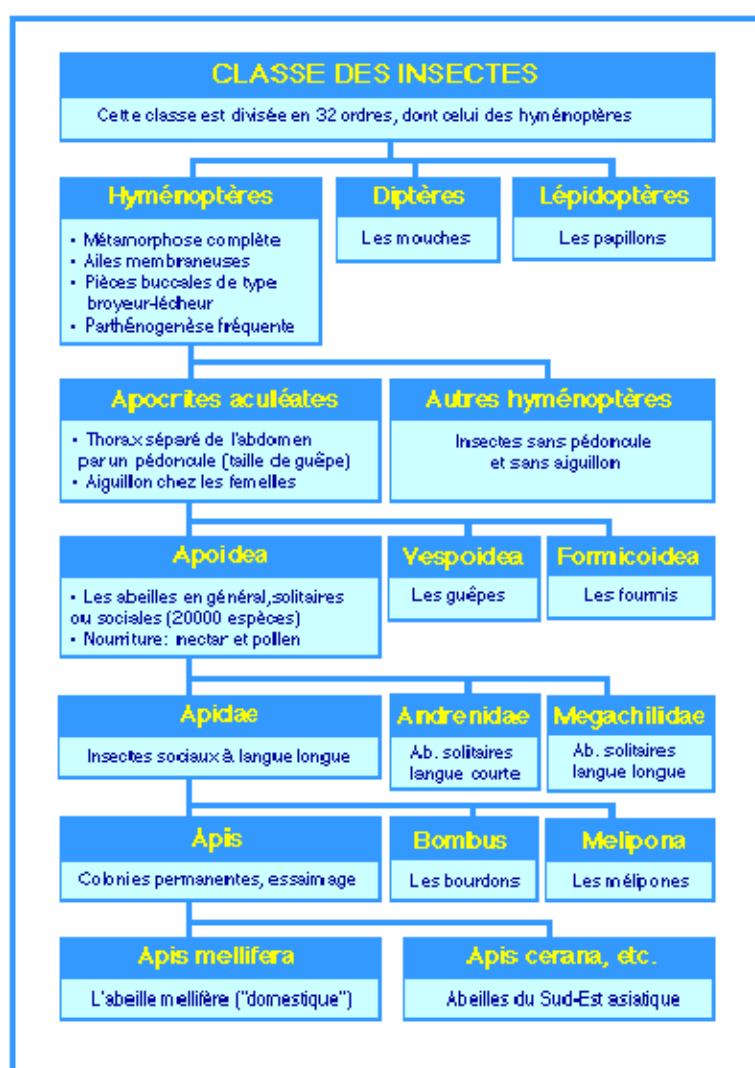 CLASSE DES INSECTES
Cette classe est divisée en 32 ordres, dont celui des hyménoptères
Hyménoptères
• Métamorphose complète
• Ailes membraneuses
• Pièces buccales de type
broyeur-lécheur
• Parthénogenèse fréquente
Diptères
Les mouches
Lépidoptères
Les papillons
Apocrites aculéates
• Thorax séparé de l'abdomen
par un pédoncule (taille de guêpe)
• Aiguillon chez les femelles
Autres hyménoptères
Insectes sans pédoncule
et sans aiguillon
Apoidea
• Les abeilles en général, solitaires
ou sociales (20000 espèces)
• Nourriture: nectar et pollen
Vespoidea
Les guêpes
Formicoidea
Les fourmis
Apidae
Insectes sociaux à langue longue
Andrenidae
Ab. solitaires
langue courte
Megachilidae
Ab. solitaires
langue longue
Apis
Colonies permanentes, essaimage
Bombus
Les bourdons
Melipona
Les mélipones
Apis mellifera
L'abeille mellifère ("domestique")
Apis cerana, etc.
Abeilles du Sud-Est asiatique